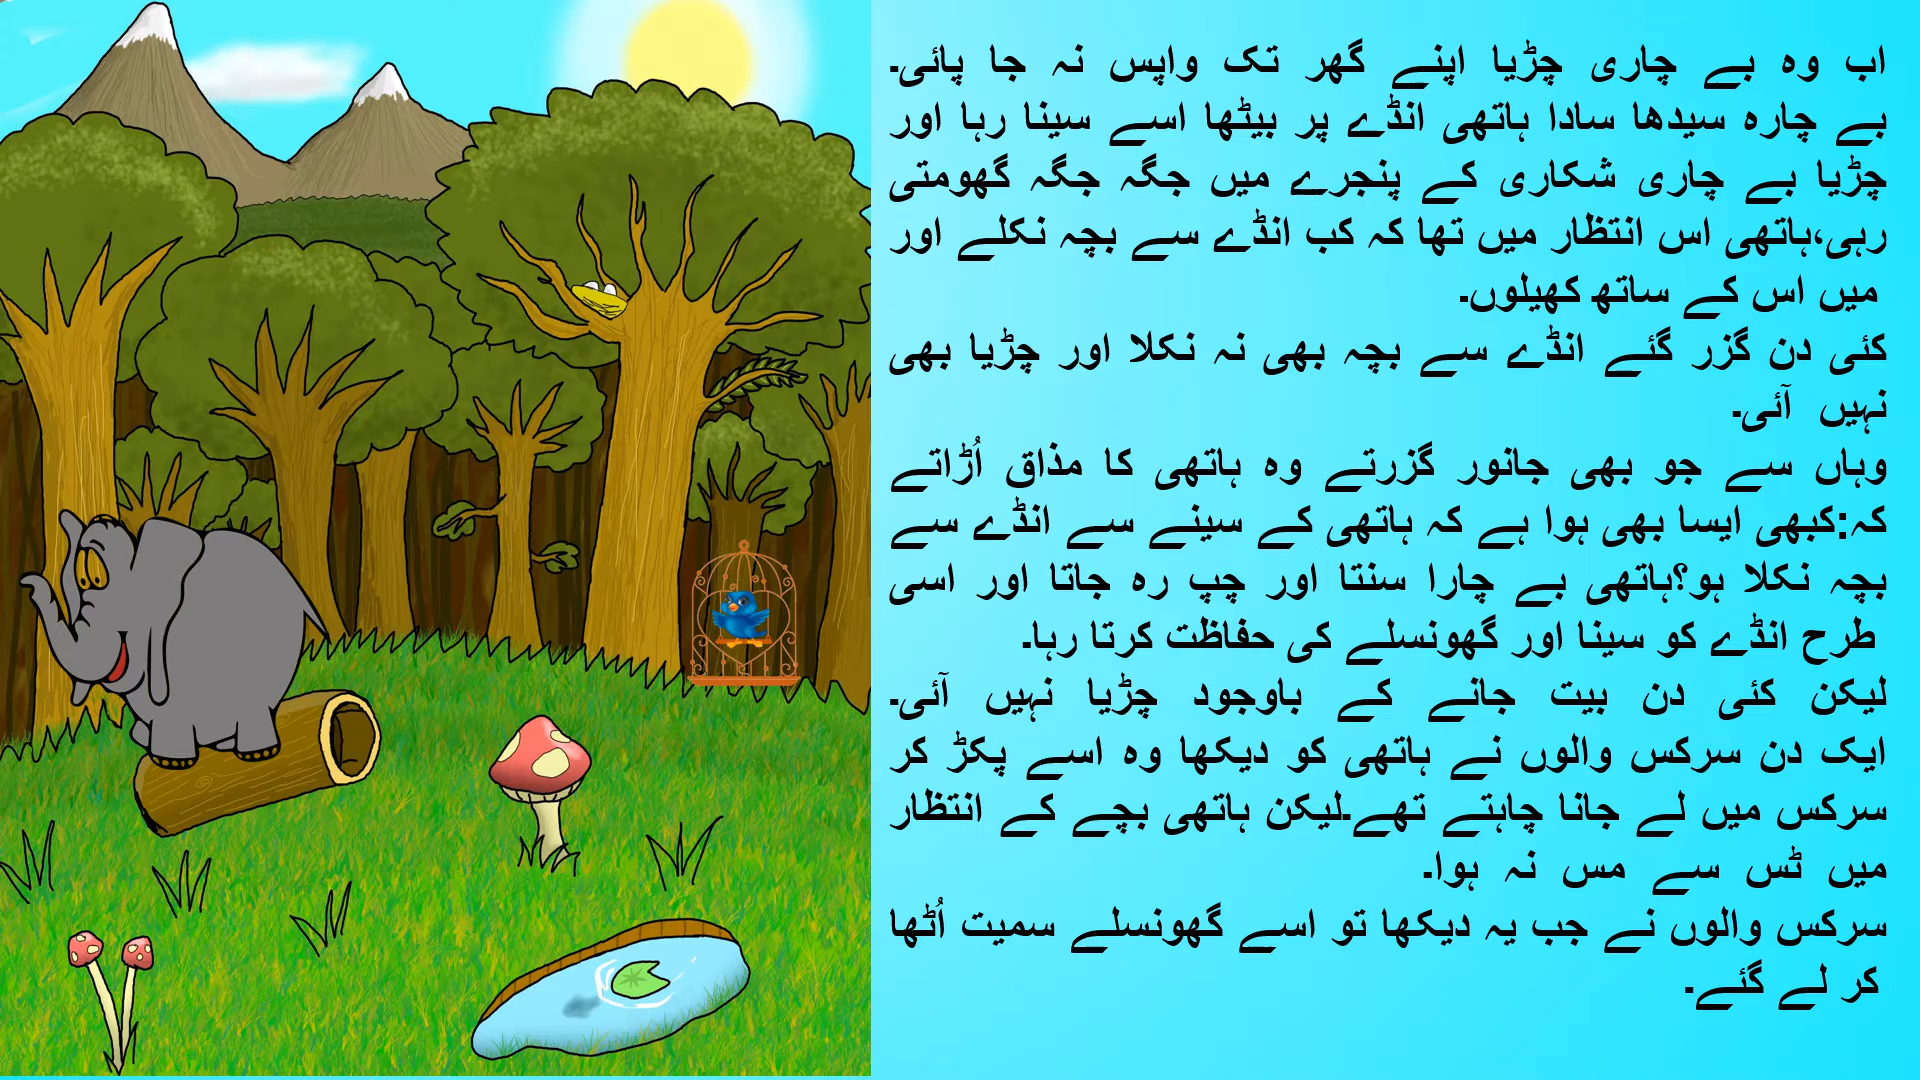 اب وہ بے چاری چڑیا اپنے گھر تک واپس نہ جا پائی۔
بے چارہ سیدھا سادا ہاتھی انڈے پر بیٹھا اسے سینا رہا اور
چڑیا بے چاری شکاری کے پنجرے میں جگہ جگہ گھومتی
رہی،ہاتھی اس انتظار میں تھا کہ کب انڈے سے بچہ نکلے اور
میں اس کے ساتھ کھیلوں۔
کئی دن گزر گئے انڈے سے بچہ بھی نہ نکلا اور چڑیا بھی
نہیں آئی۔
وہاں سے جو بھی جانور گزرتے وہ ہاتھی کا مذاق اُڑاتے
کہ:کبھی ایسا بھی ہوا ہے کہ ہاتھی کے سینے سے انڈے سے
بچہ نکلا ہو؟ہاتھی بے چارا سنتا اور چپ رہ جاتا اور اسی
طرح انڈے کو سینا اور گھونسلے کی حفاظت کرتا رہا۔
لیکن کئی دن بیت جانے کے باوجود چڑیا نہیں آئی۔
ایک دن سرکس والوں نے ہاتھی کو دیکھا وہ اسے پکڑ کر
سرکس میں لے جانا چاہتے تھے۔لیکن ہاتھی بچے کے انتظار
میں ٹس سے مس نہ ہوا۔
سرکس والوں نے جب یہ دیکھا تو اسے گھونسلے سمیت اُٹھا
کر لے گئے۔